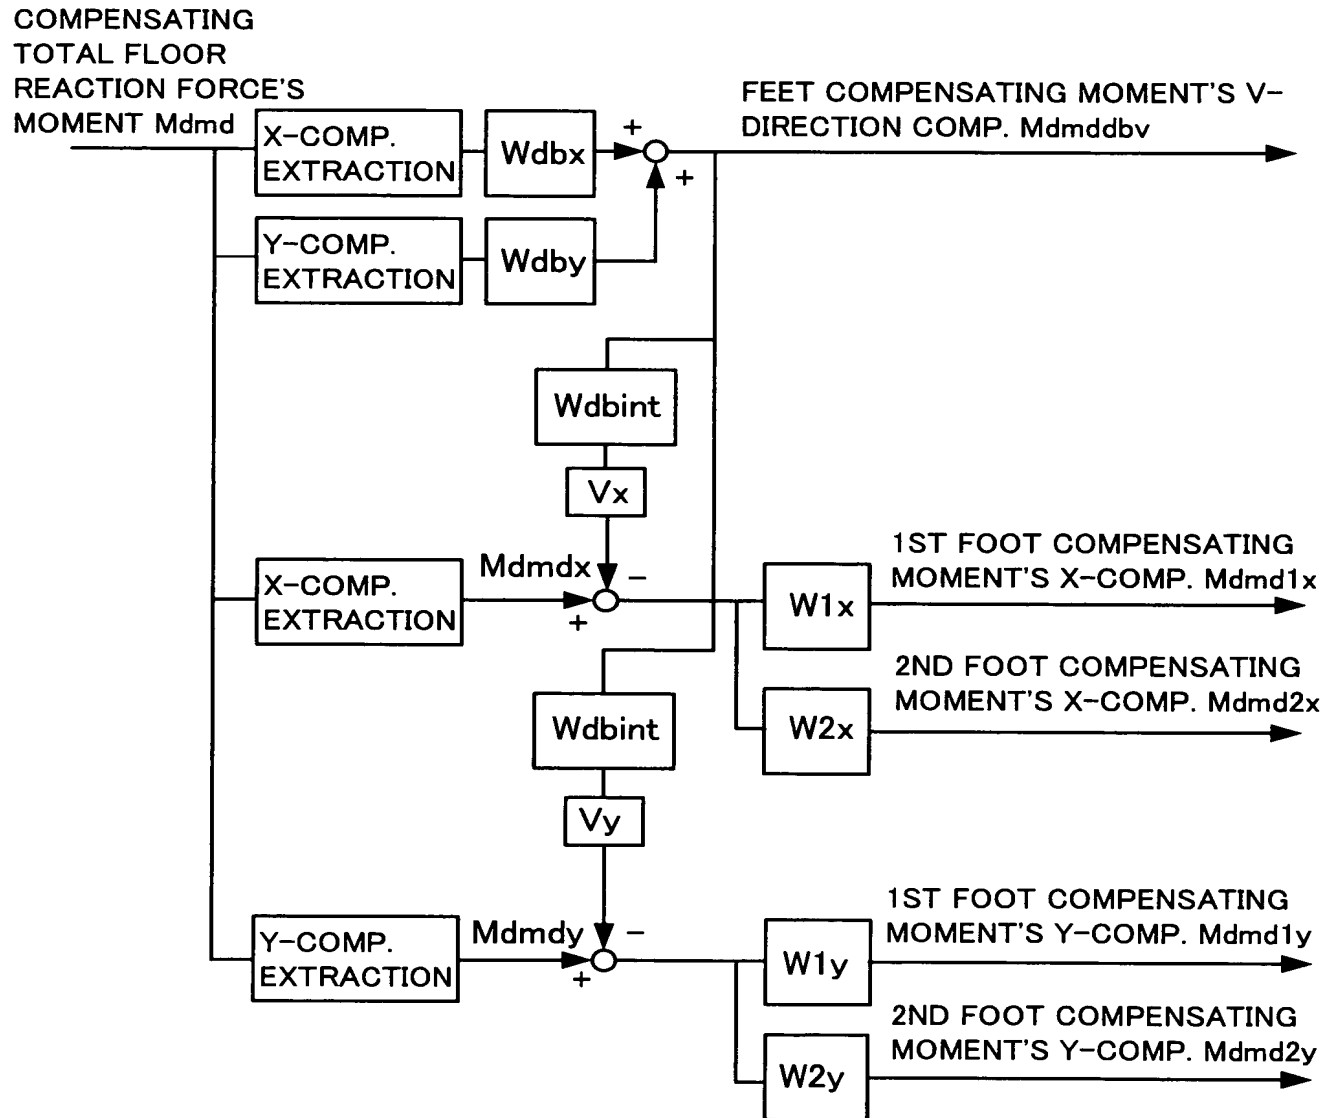 COMPENSATING
TOTAL FLOOR
REACTION FORCE'S
MOMENT Mdmd
X-COMP.
EXTRACTION
Wdbx
+
+
FEET COMPENSATING MOMENT'S V-
DIRECTION COMP. Mdmddbv
Y-COMP.
EXTRACTION
Wdby
Wdbint
Vx
X-COMP.
EXTRACTION
Mdmdx
-
+
W1x
1ST FOOT COMPENSATING
MOMENT'S X-COMP. Mdmd1x
W2x
2ND FOOT COMPENSATING
MOMENT'S X-COMP. Mdmd2x
Wdbint
Vy
Y-COMP.
EXTRACTION
Mdmdy
-
+
W1y
1ST FOOT COMPENSATING
MOMENT'S Y-COMP. Mdmd1y
W2y
2ND FOOT COMPENSATING
MOMENT'S Y-COMP. Mdmd2y